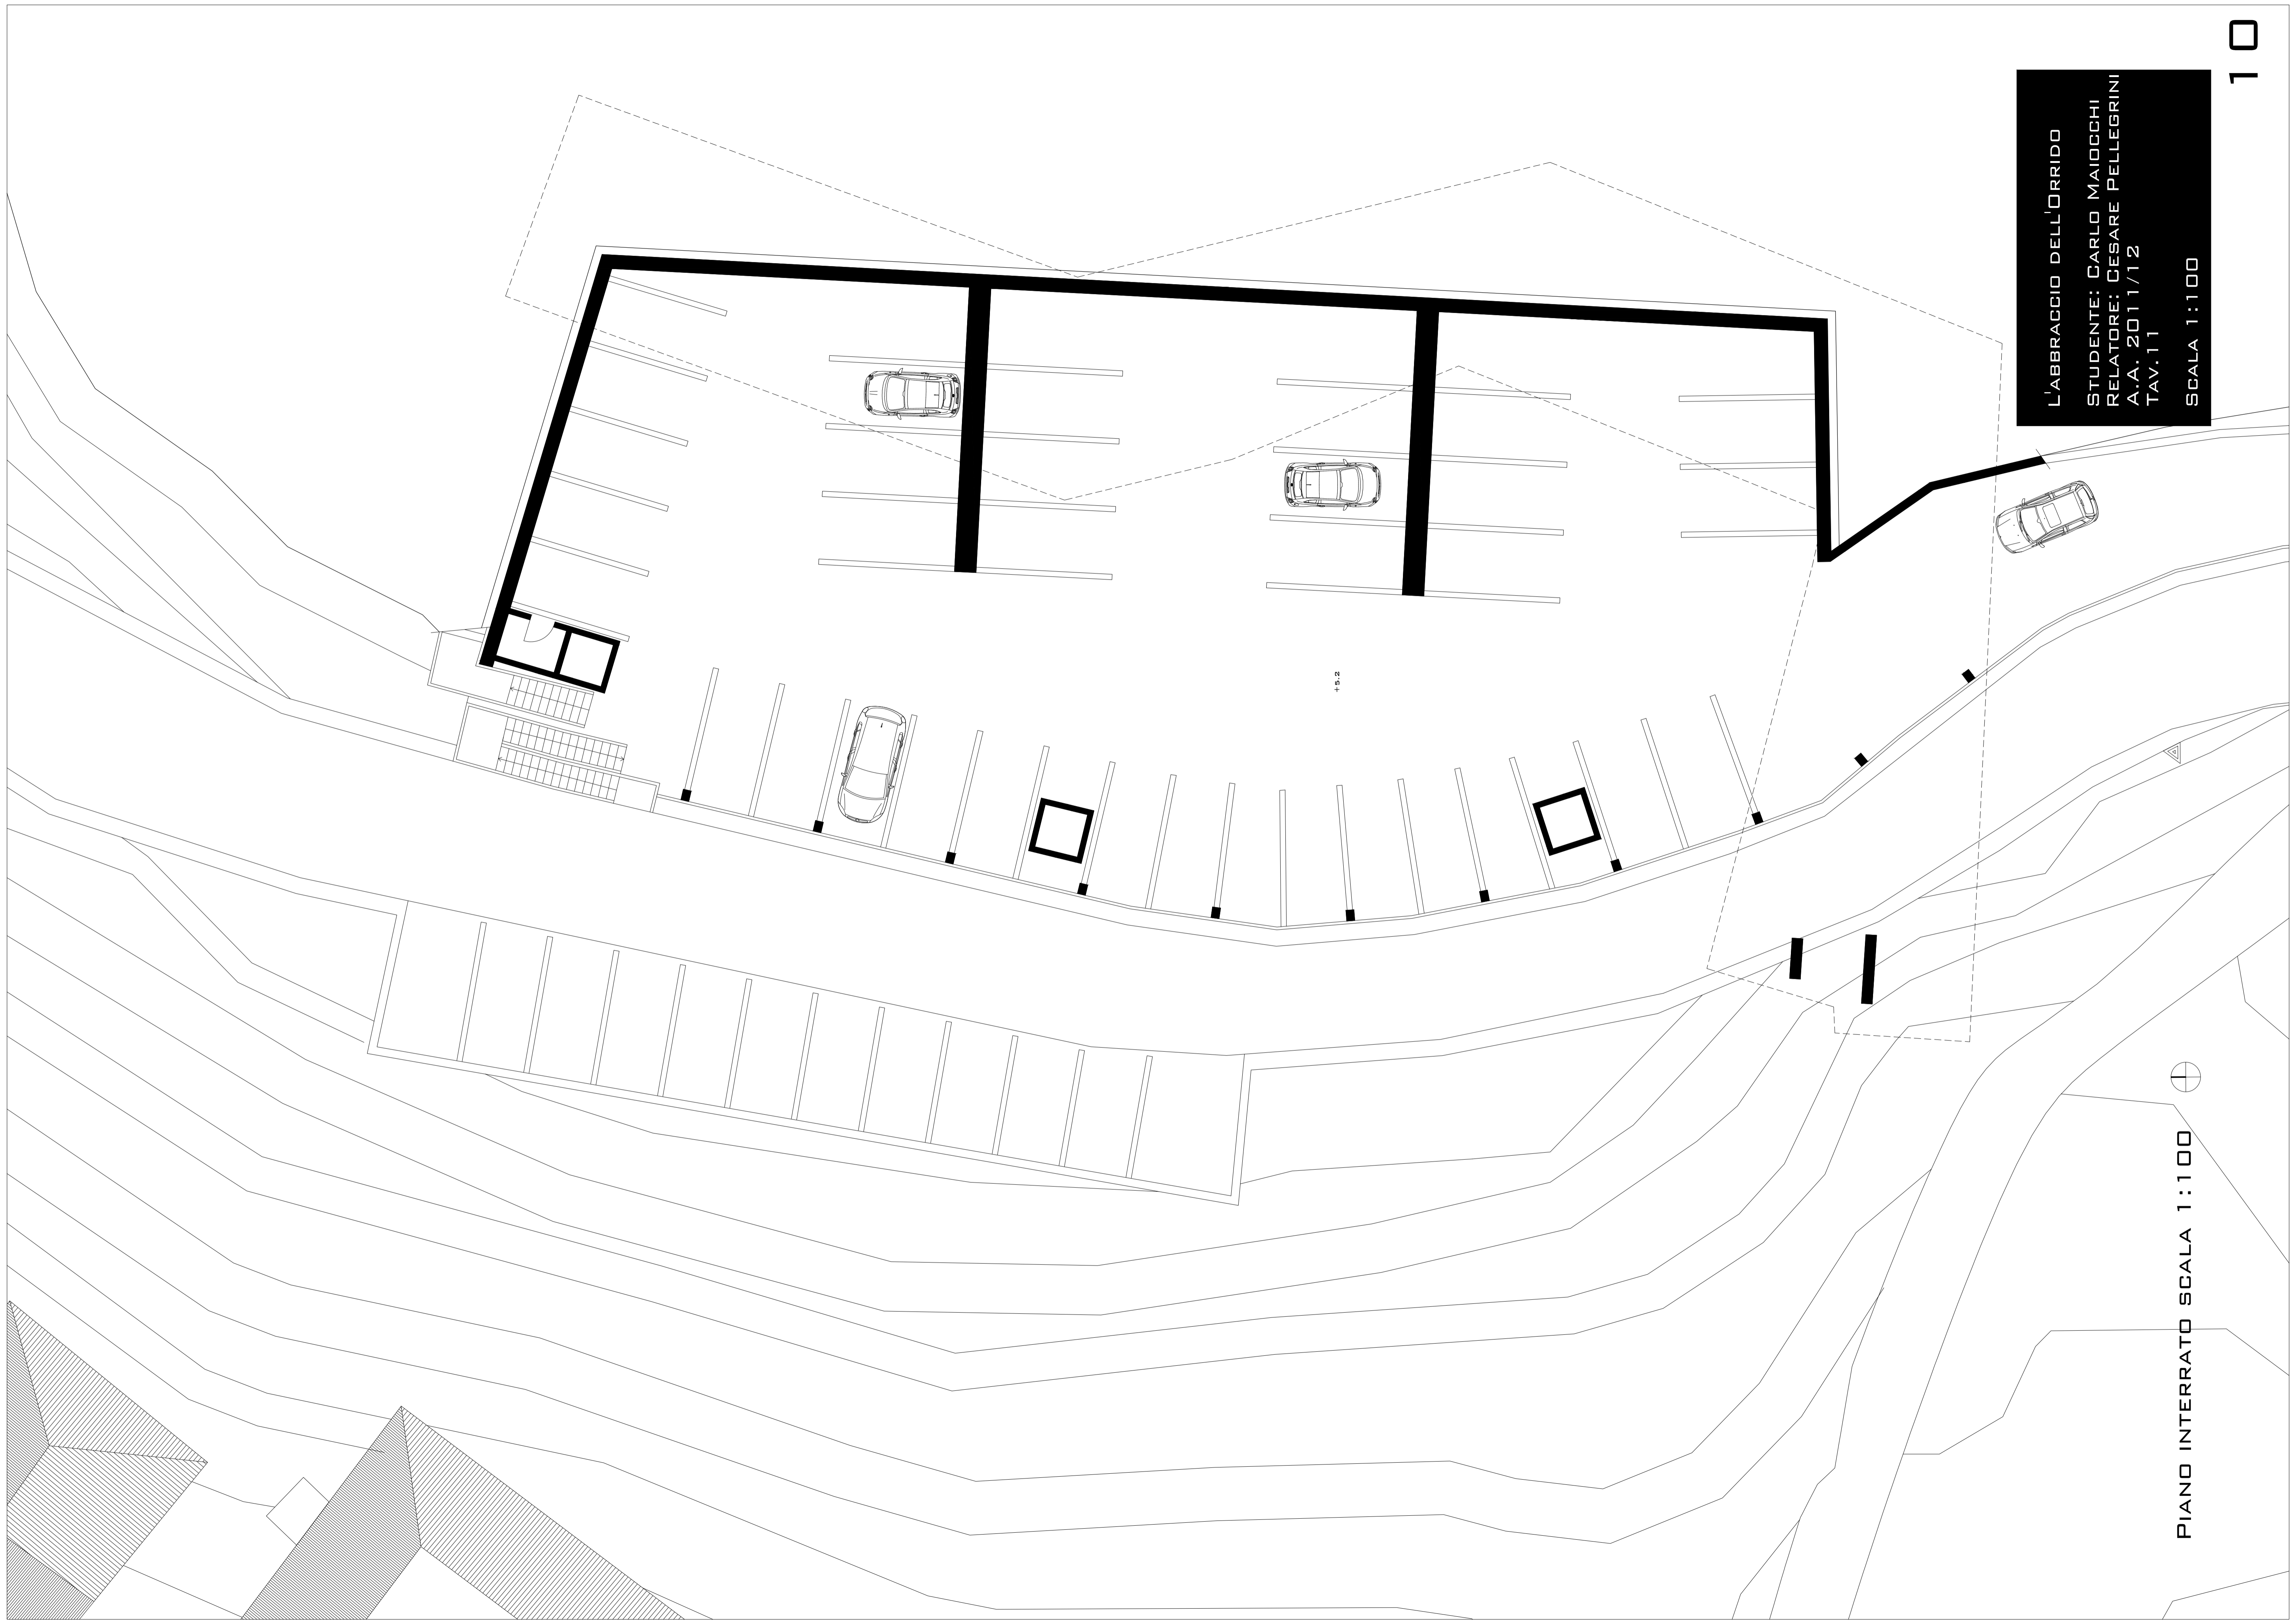 10
L'abbraccio dell'Orrido
Studente: Carlo Maiocchi
relatore: Cesare Pellegrini
A.A. 2011/12
Tav.11
Scala 1:100
+5.2
Piano interrato scala 1:100